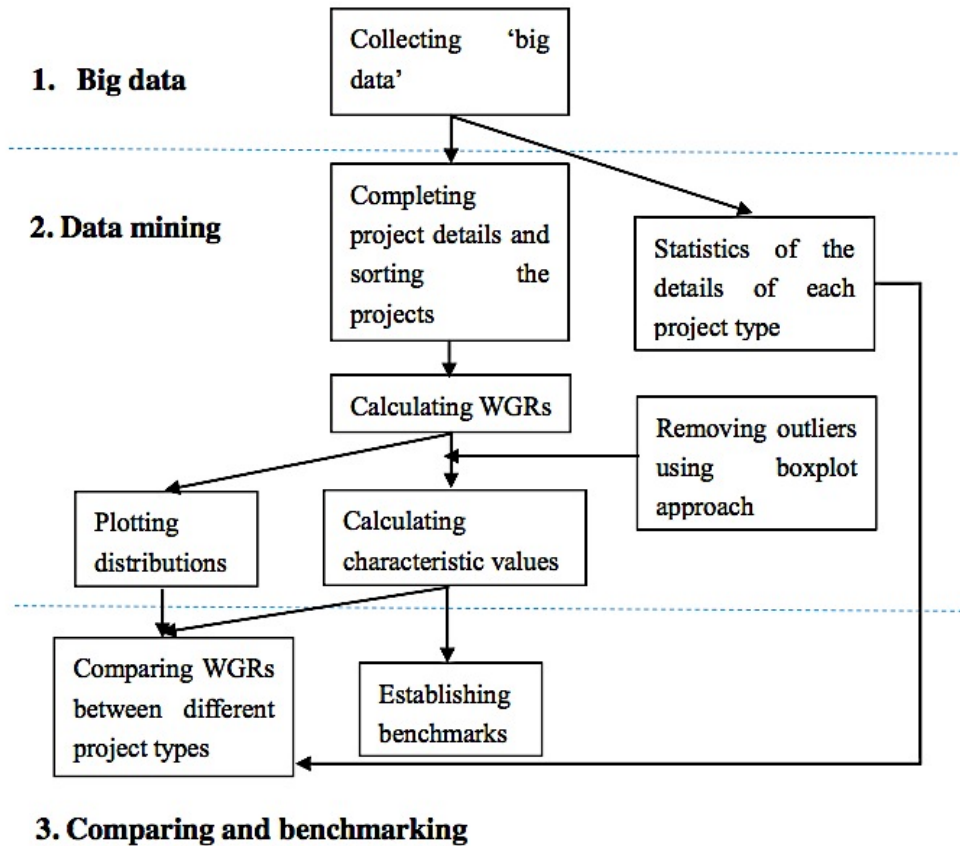 Collecting ‘big
data’
1. Big data
Completing
project details and
sorting the
projects
2. Data mining
Statistics of the
details of each
project type
Calculating WGRs
Removing outliers
using boxplot
approach
Plotting
distributions
Calculating
characteristic values
Comparing WGRs
between different
project types
Establishing
benchmarks
3. Comparing and benchmarking